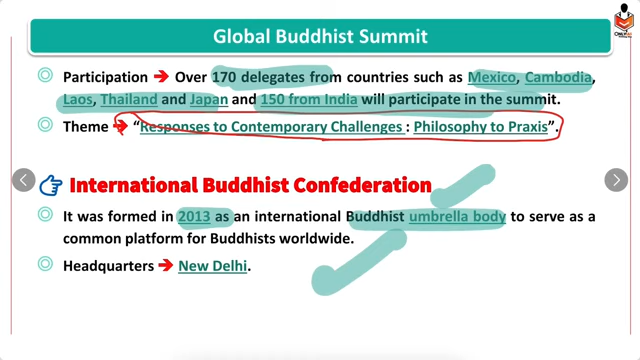 Global Buddhist Summit
Participation ➔ Over 170 delegates from countries such as Mexico, Cambodia,
Laos, Thailand and Japan and 150 from India will participate in the summit.
Theme ➔ “Responses to Contemporary Challenges : Philosophy to Praxis”.
International Buddhist Confederation
It was formed in 2013 as an international Buddhist umbrella body to serve as a
common platform for Buddhists worldwide.
Headquarters ➔ New Delhi.